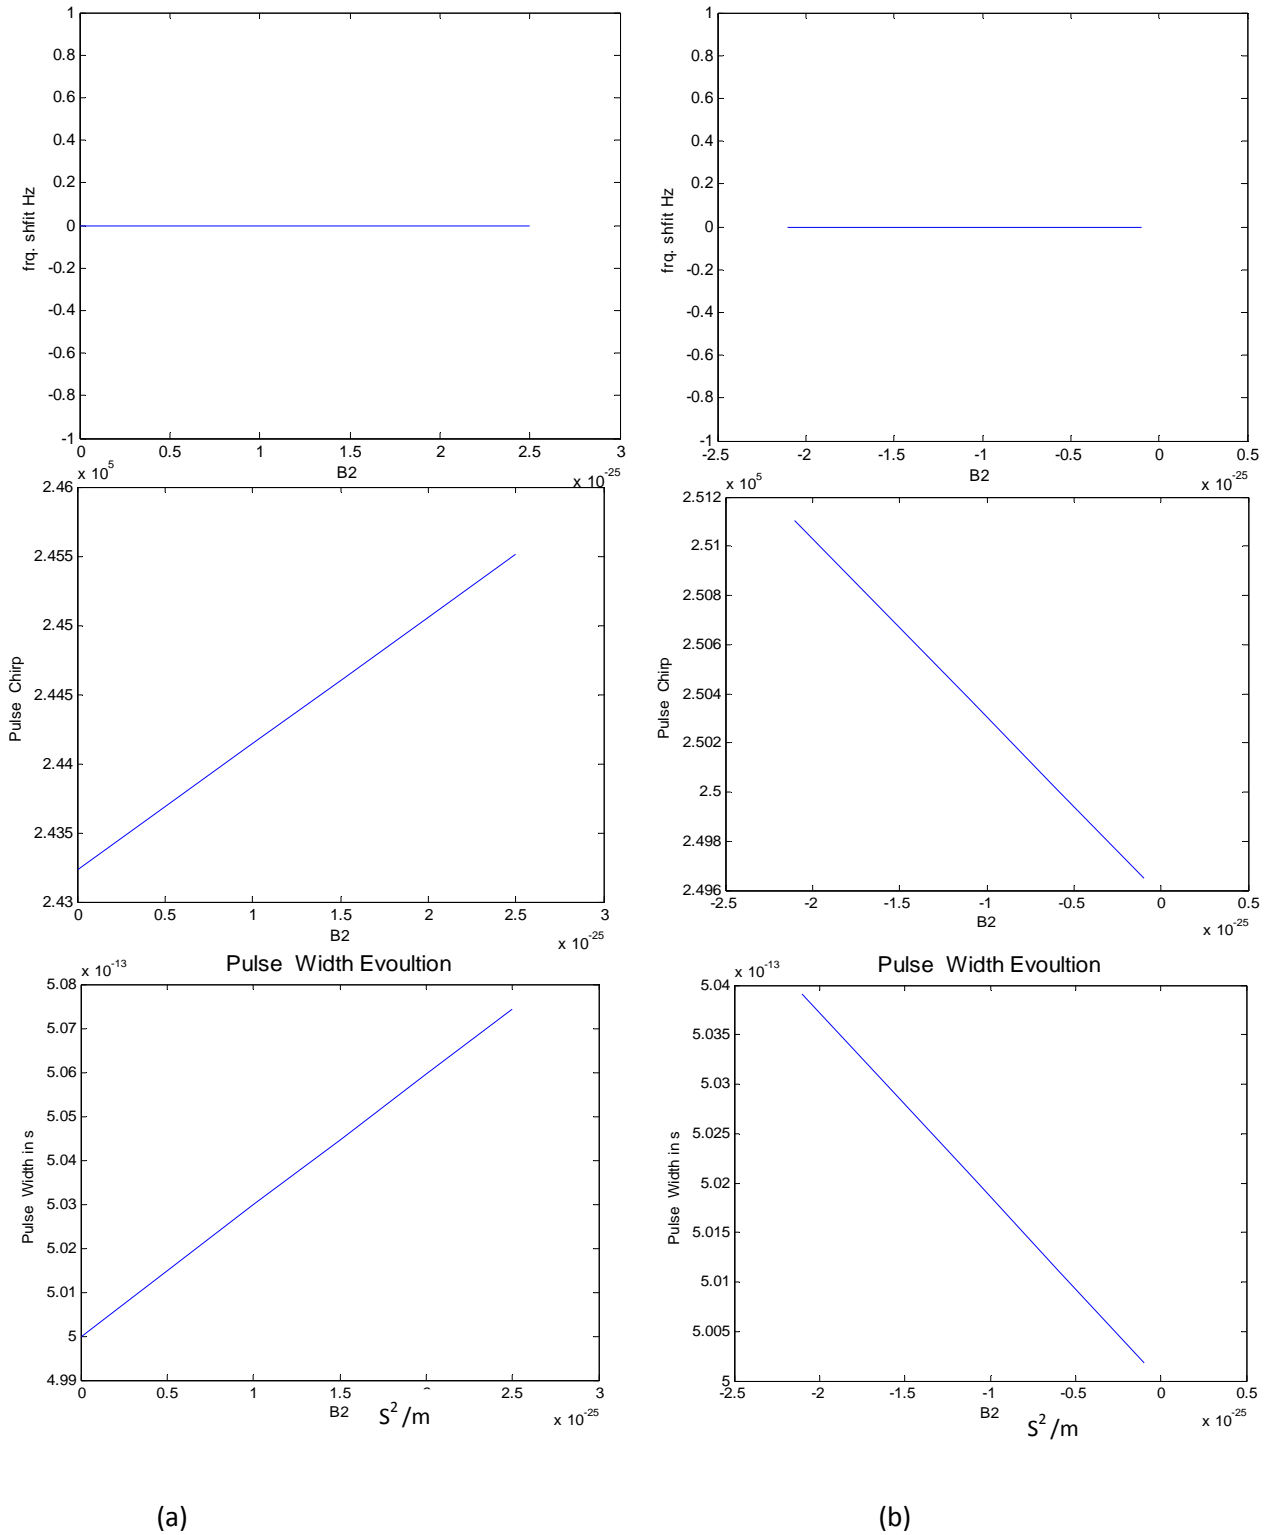 1
0.8
0.6
0.4
0.2
0
-0.2
-0.4
-0.6
-0.8
-1
frq. shfit Hz
0 0.5 1 1.5 2 2.5 3
B2
x 10^-25
1
0.8
0.6
0.4
0.2
0
-0.2
-0.4
-0.6
-0.8
-1
frq. shfit Hz
-2.5 -2 -1.5 -1 -0.5 0 0.5
B2
x 10^-25
x 10^5
2.46
2.455
2.45
2.445
2.44
2.435
2.43
Pulse Chirp
0 0.5 1 1.5 2 2.5 3
B2
x 10^-25
x 10^5
2.512
2.51
2.508
2.506
2.504
2.502
2.5
2.498
2.496
Pulse Chirp
-2.5 -2 -1.5 -1 -0.5 0 0.5
B2
x 10^-25
Pulse Width Evoultion
x 10^-13
5.08
5.07
5.06
5.05
5.04
5.03
5.02
5.01
5
4.99
Pulse Width in s
0 0.5 1 1.5 2.5 3
B2 S^2/m
x 10^-25
Pulse Width Evoultion
x 10^-13
5.04
5.035
5.03
5.025
5.02
5.015
5.01
5.005
5
Pulse Width in s
-2.5 -2 -1.5 -1 -0.5 0 0.5
B2 S^2/m
x 10^-25
(a) (b)